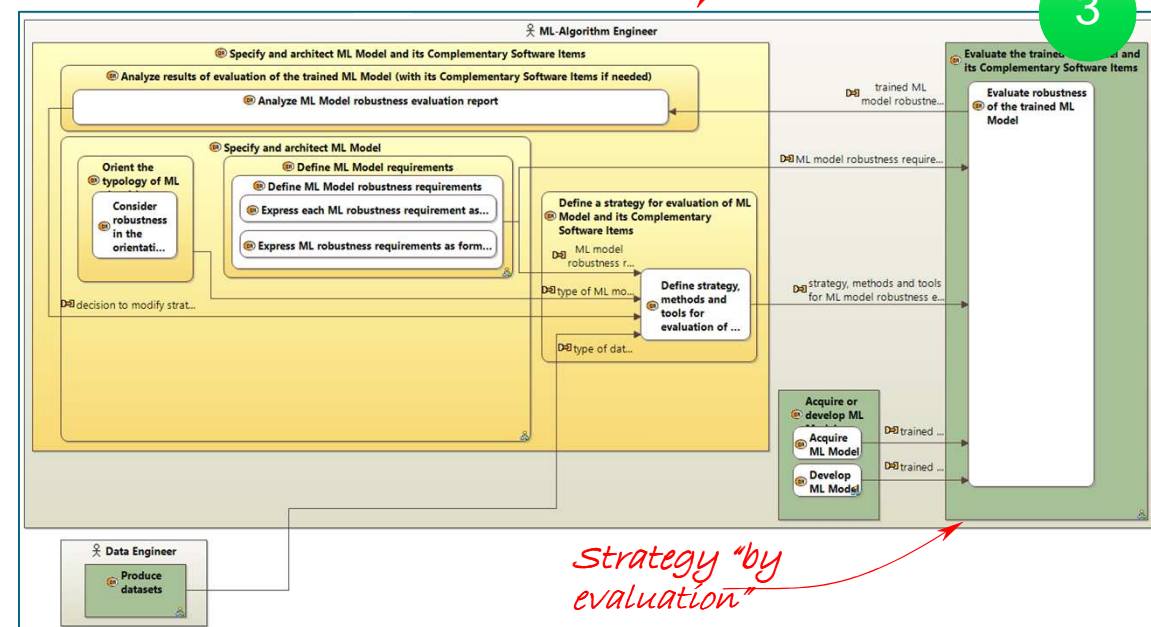 3
ML-Algorithm Engineer
Specify and architect ML Model and its Complementary Software Items
Analyze results of evaluation of the trained ML Model (with its Complementary Software Items if needed)
Analyze ML Model robustness evaluation report
Specify and architect ML Model
Orient the
typology of ML
Consider
robustness
in the
orientati...
Define ML Model requirements
Define ML Model robustness requirements
Express each ML robustness requirement as...
Express ML robustness requirements as form...
decision to modify strat...
Define a strategy for evaluation of ML
Model and its Complementary
Software Items
ML model
robustness r...
type of ML mo...
type of dat...
Define strategy,
methods and
tools for
evaluation of ...
trained ML
model robustne...
ML model robustness require...
strategy, methods and tools
for ML model robustness e...
Acquire or
develop ML
Acquire
ML Model
Develop
ML Model
trained ...
trained ...
Evaluate the trained and
its Complementary Software Items
Evaluate robustness
of the trained ML
Model
Data Engineer
Produce
datasets
Strategy “by
evaluation”